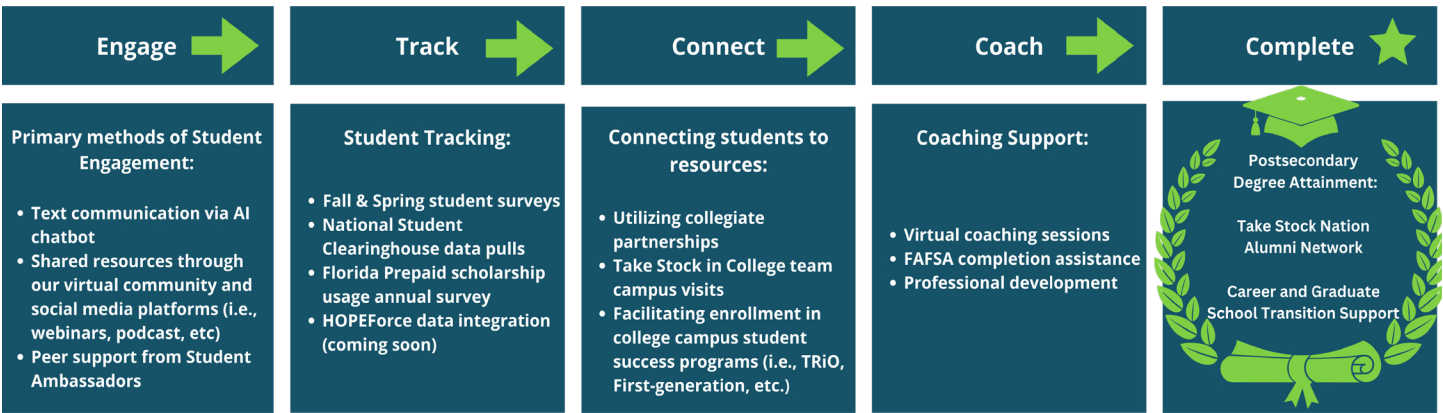 Engage
Primary methods of Student
Engagement:
• Text communication via AI
chatbot
• Shared resources through
our virtual community and
social media platforms (i.e.,
webinars, podcast, etc)
• Peer support from Student
Ambassadors
Track
Student Tracking:
• Fall & Spring student surveys
• National Student
Clearinghouse data pulls
• Florida Prepaid scholarship
usage annual survey
• HOPEForce data integration
(coming soon)
Connect
Connecting students to
resources:
• Utilizing collegiate
partnerships
• Take Stock in College team
campus visits
• Facilitating enrollment in
college campus student
success programs (i.e., TRiO,
First-generation, etc.)
Coach
Coaching Support:
• Virtual coaching sessions
• FAFSA completion assistance
• Professional development
Complete
Postsecondary
Degree Attainment:
Take Stock Nation
Alumni Network
Career and Graduate
School Transition Support